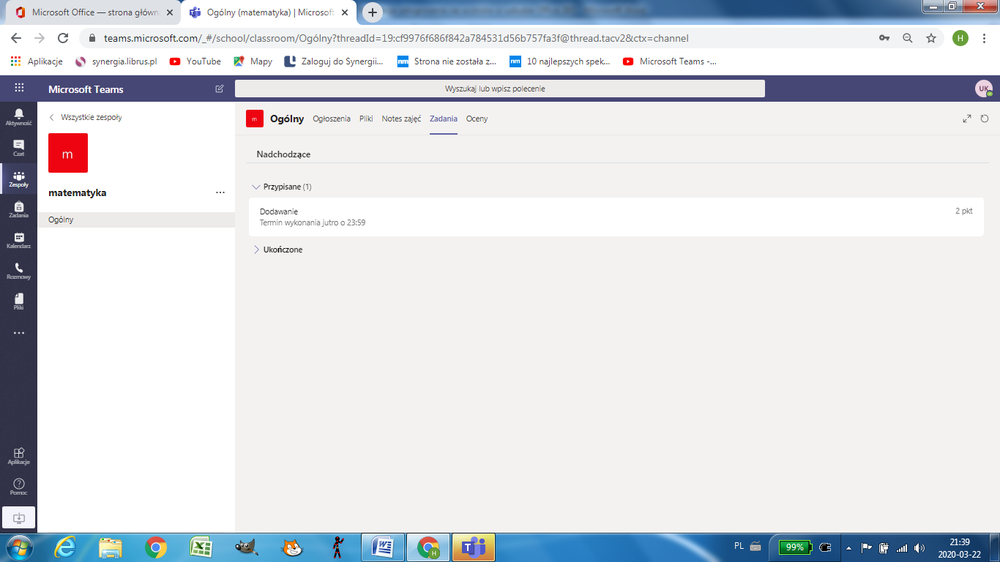 Microsoft Office — strona główn
Ogólny (matematyka) | Microsoft
teams.microsoft.com/_#/school/classroom/Ogólny?threadId=19:cf9976f686f842a784531d56b757fa3f@thread.tacv2&ctx=channel
H
Aplikacje
synergia.librus.pl
YouTube
Mapy
Zaloguj do Synergii...
nm
Strona nie została z...
nm
10 najlepszych spek...
Microsoft Teams -...
Microsoft Teams
Wyszukaj lub wpisz polecenie
UK
Aktywność
Czat
Zespoły
Zadania
Kalendarz
Rozmowy
Pliki
Aplikacje
Pomoc
Wszystkie zespoły
m
matematyka
Ogólny
m
Ogólny
Ogłoszenia
Pliki
Notes zajęć
Zadania
Oceny
Nadchodzące
Przypisane (1)
Dodawanie
2 pkt
Termin wykonania jutro o 23:59
Ukończone
PL
99%
21:39
2020-03-22